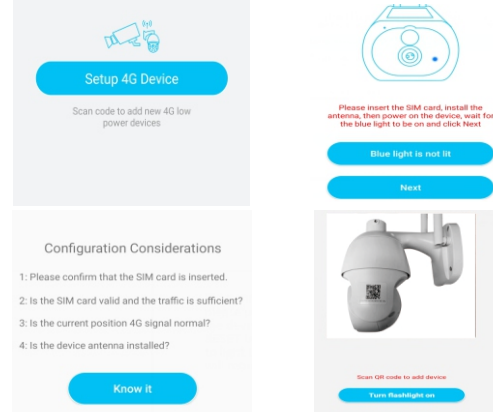 Setup 4G Device
Scan code to add new 4G low
power devices
Please insert the SIM card, install the
antenna, then power on the device, wait for
the blue light to be on and click Next
Blue light is not lit
Next
Configuration Considerations
1: Please confirm that the SIM card is inserted.
2: Is the SIM card valid and the traffic is sufficient?
3: Is the current position 4G signal normal?
4: Is the device antenna installed?
Know it
Scan QR code to add device
Turn flashlight on